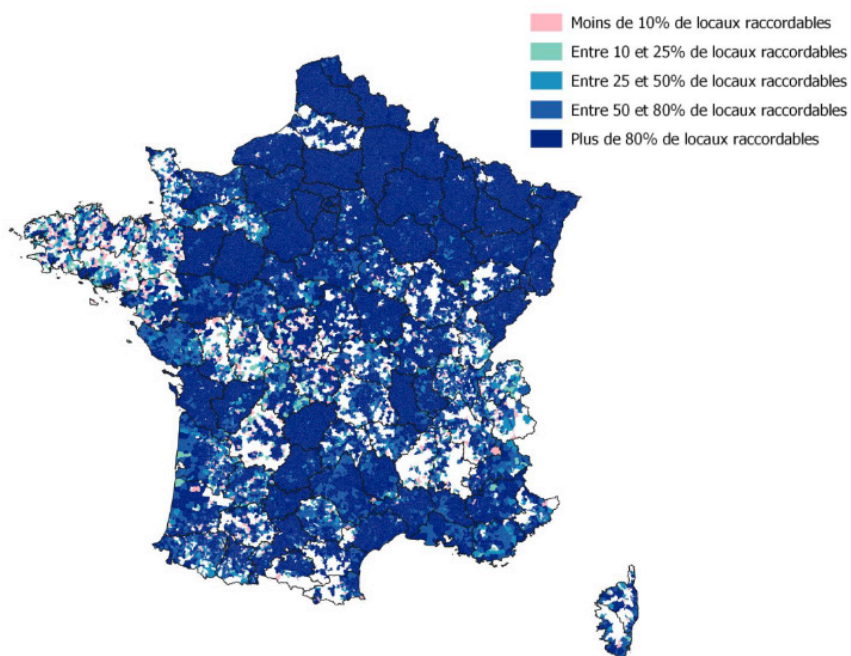 Moins de 10% de locaux raccordables
Entre 10 et 25% de locaux raccordables
Entre 25 et 50% de locaux raccordables
Entre 50 et 80% de locaux raccordables
Plus de 80% de locaux raccordables